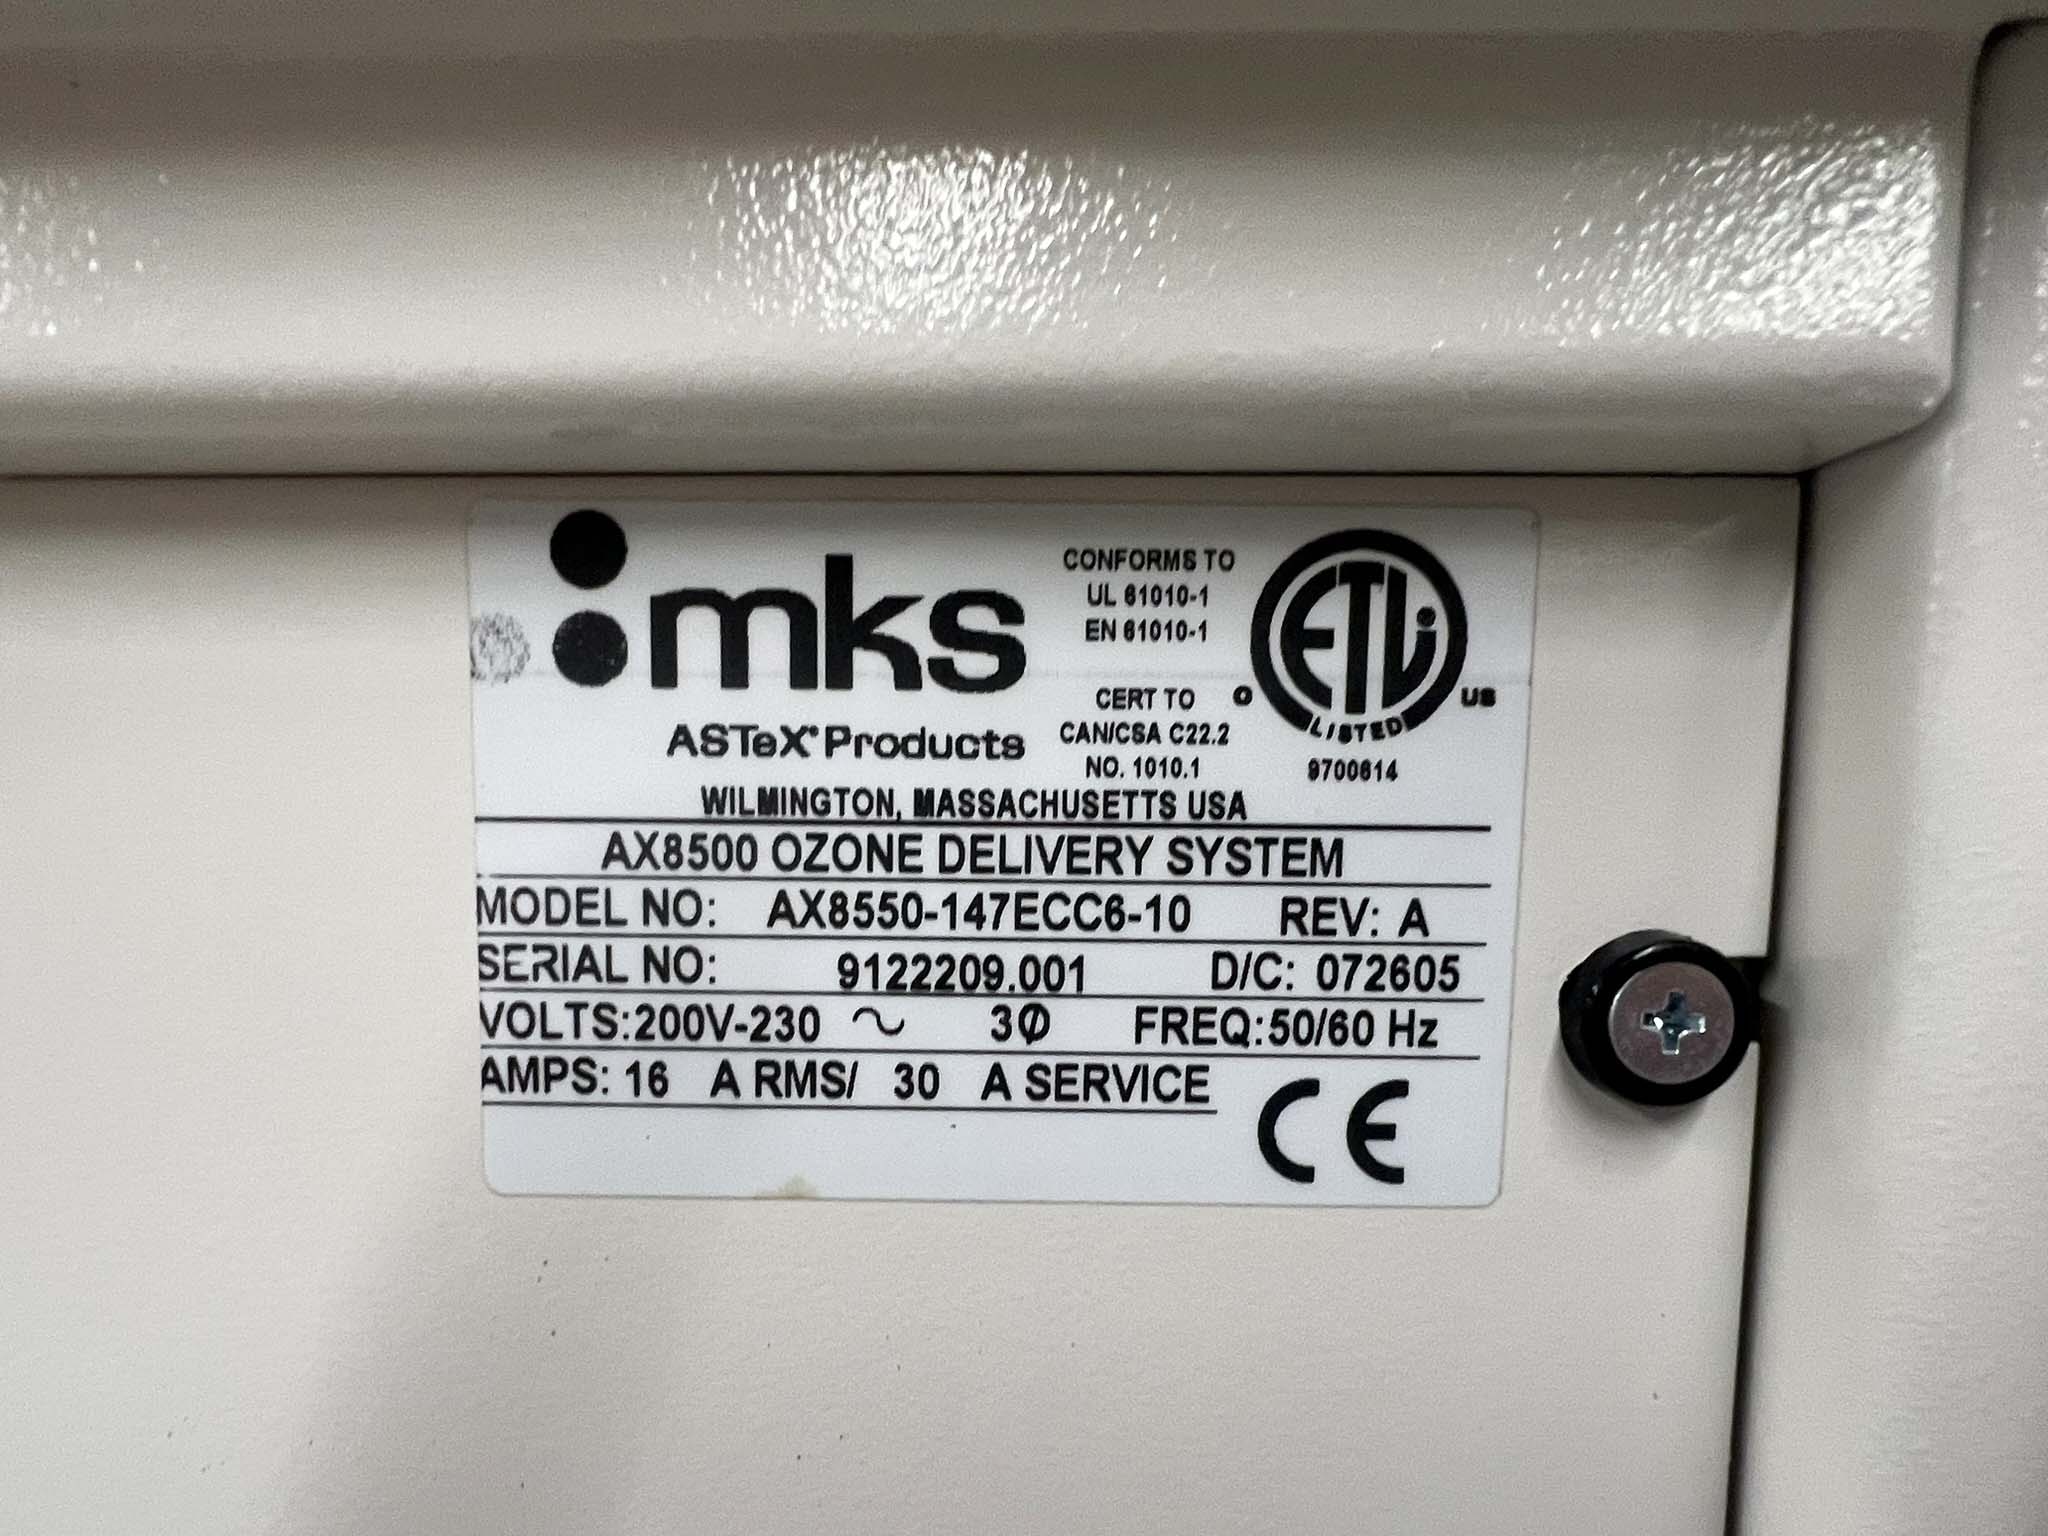 mks
ASTeX® Products
CONFORMS TO
UL 61010-1
EN 61010-1
CERT TO
CAN/CSA C22.2
NO. 1010.1
ETL
LISTED
US
9700614
WILMINGTON, MASSACHUSETTS USA
AX8500 OZONE DELIVERY SYSTEM
MODEL NO: AX8550-147ECC6-10 REV: A
SERIAL NO: 9122209.001 D/C: 072605
VOLTS:200V-230 ~ 3Ø FREQ:50/60 Hz
AMPS: 16 A RMS/ 30 A SERVICE
CE